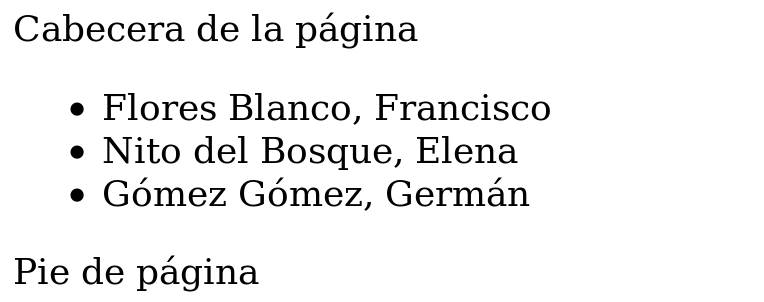 Cabecera de la página
• Flores Blanco, Francisco
• Nito del Bosque, Elena
• Gómez Gómez, Germán
Pie de página